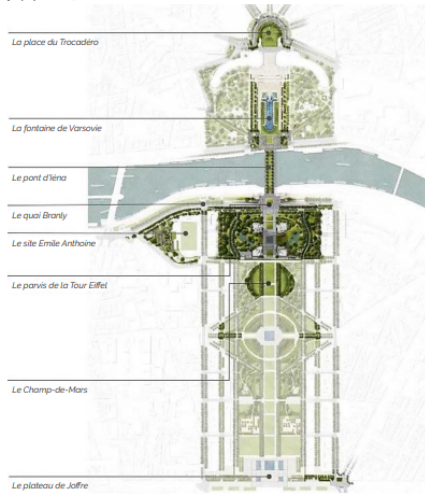 La place du Trocadéro
La fontaine de Varsovie
Le pont d'Iéna
Le quai Branly
Le site Emile Anthoine
Le parvis de la Tour Eiffel
Le Champ-de-Mars
Le plateau de Joffre